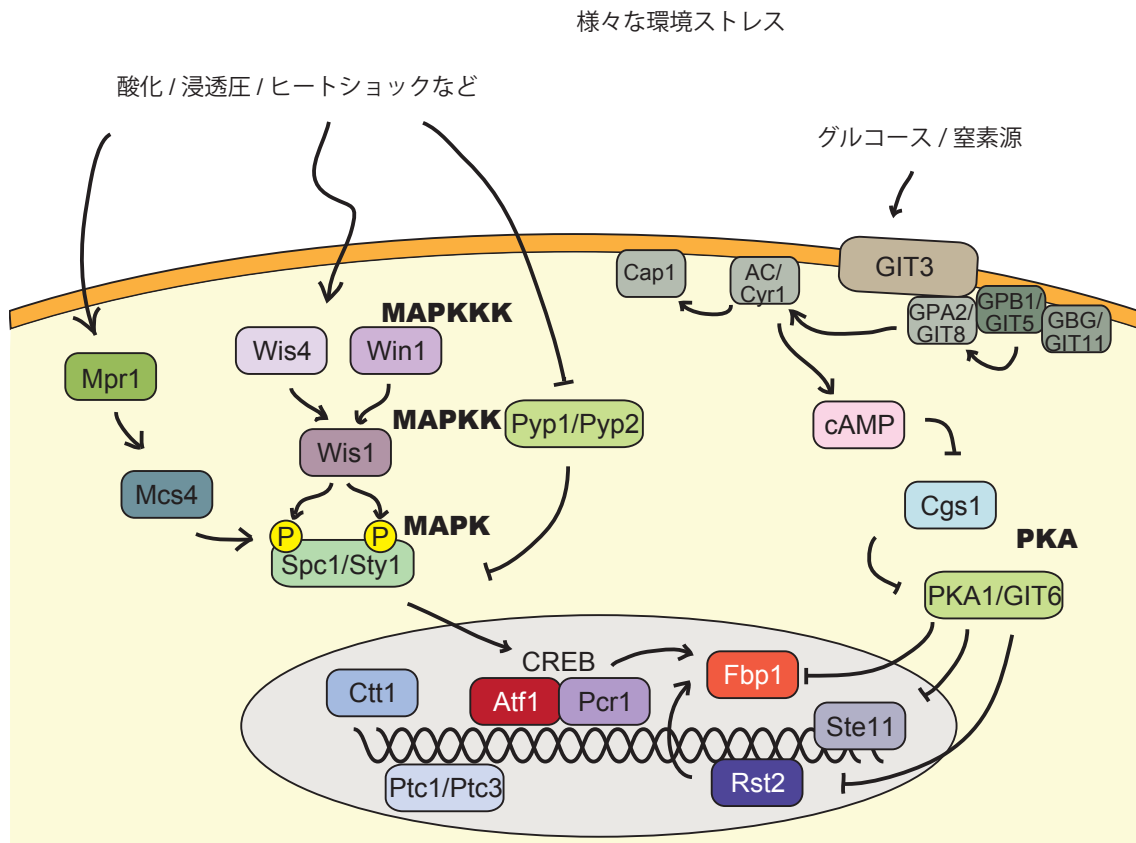 様々な環境ストレス
酸化 / 浸透圧 / ヒートショックなど
グルコース / 窒素源
GIT3
Cap1
AC/
Cyr1
GPA2/
GIT8
GPB1/
GIT5
GBG/
GIT11
MAPKKK
Wis4
Win1
Mpr1
cAMP
MAPKK
Pyp1/Pyp2
Wis1
Mcs4
Cgs1
P
P
MAPK
Spc1/Sty1
PKA
PKA1/GIT6
CREB
Fbp1
Ctt1
Atf1
Pcr1
Ste11
Ptc1/Ptc3
Rst2